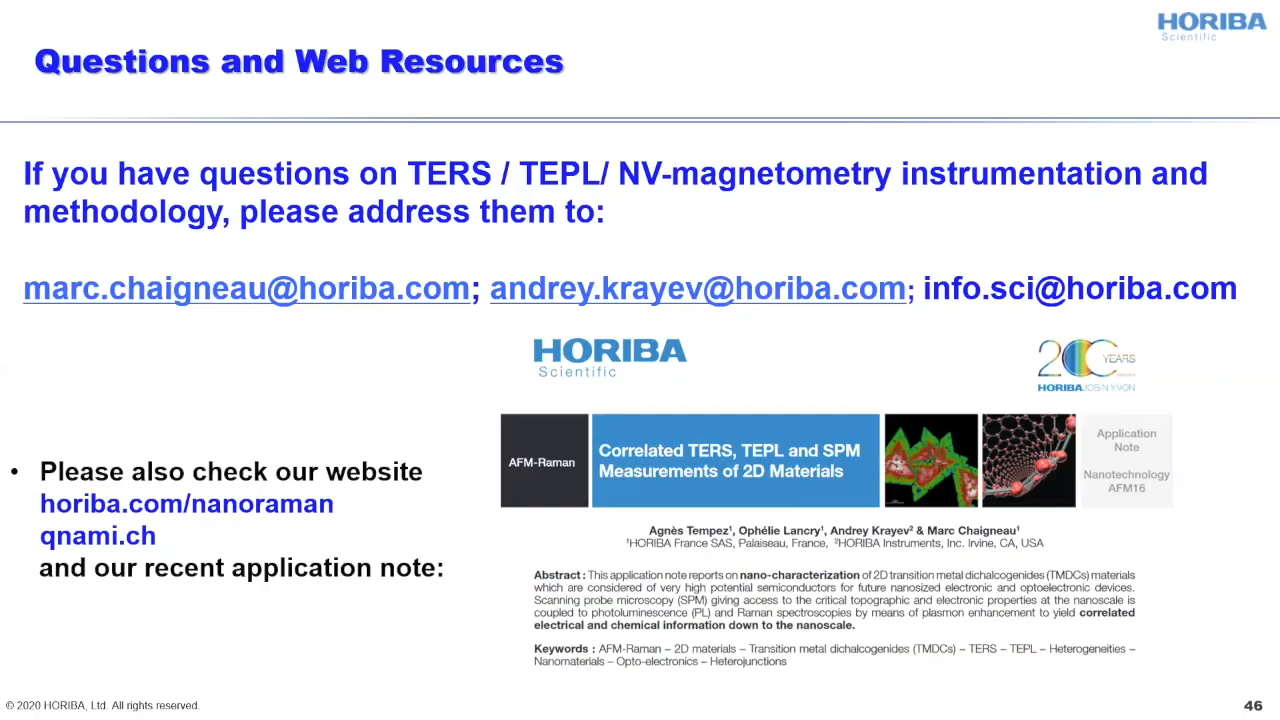 HORIBA
Scientific
Questions and Web Resources
If you have questions on TERS / TEPL/ NV-magnetometry instrumentation and
methodology, please address them to:
marc.chaigneau@horiba.com; andrey.krayev@horiba.com; info.sci@horiba.com
HORIBA
Scientific
200 YEARS
HORIBA JOBIN YVON
AFM-Raman
Correlated TERS, TEPL and SPM
Measurements of 2D Materials
Application
Note
Nanotechnology
AFM16
• Please also check our website
horiba.com/nanoraman
qnami.ch
and our recent application note:
Agnès Tempez¹, Ophélie Lancry¹, Andrey Krayev² & Marc Chaigneau¹
¹HORIBA France SAS, Palaiseau, France, ²HORIBA Instruments, Inc. Irvine, CA, USA
Abstract : This application note reports on nano-characterization of 2D transition metal dichalcogenides (TMDCs) materials
which are considered of very high potential semiconductors for future nanosized electronic and optoelectronic devices.
Scanning probe microscopy (SPM) giving access to the critical topographic and electronic properties at the nanoscale is
coupled to photoluminescence (PL) and Raman spectroscopies by means of plasmon enhancement to yield correlated
electrical and chemical information down to the nanoscale.
Keywords : AFM-Raman – 2D materials – Transition metal dichalcogenides (TMDCs) – TERS – TEPL – Heterogeneities –
Nanomaterials – Opto-electronics – Heterojunctions
© 2020 HORIBA, Ltd. All rights reserved.
46